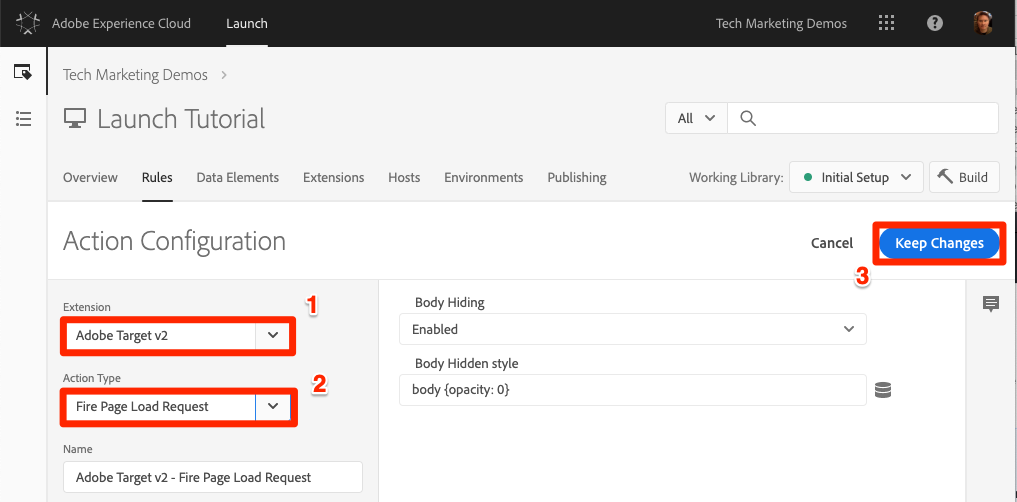 Adobe Experience Cloud Launch Tech Marketing Demos ?
Tech Marketing Demos >
Launch Tutorial
All
Overview Rules Data Elements Extensions Hosts Environments Publishing Working Library: Initial Setup Build
Action Configuration Cancel Keep Changes
3
Extension
1
Adobe Target v2
Action Type
2
Fire Page Load Request
Name
Adobe Target v2 - Fire Page Load Request
Body Hiding
Enabled
Body Hidden style
body {opacity: 0}